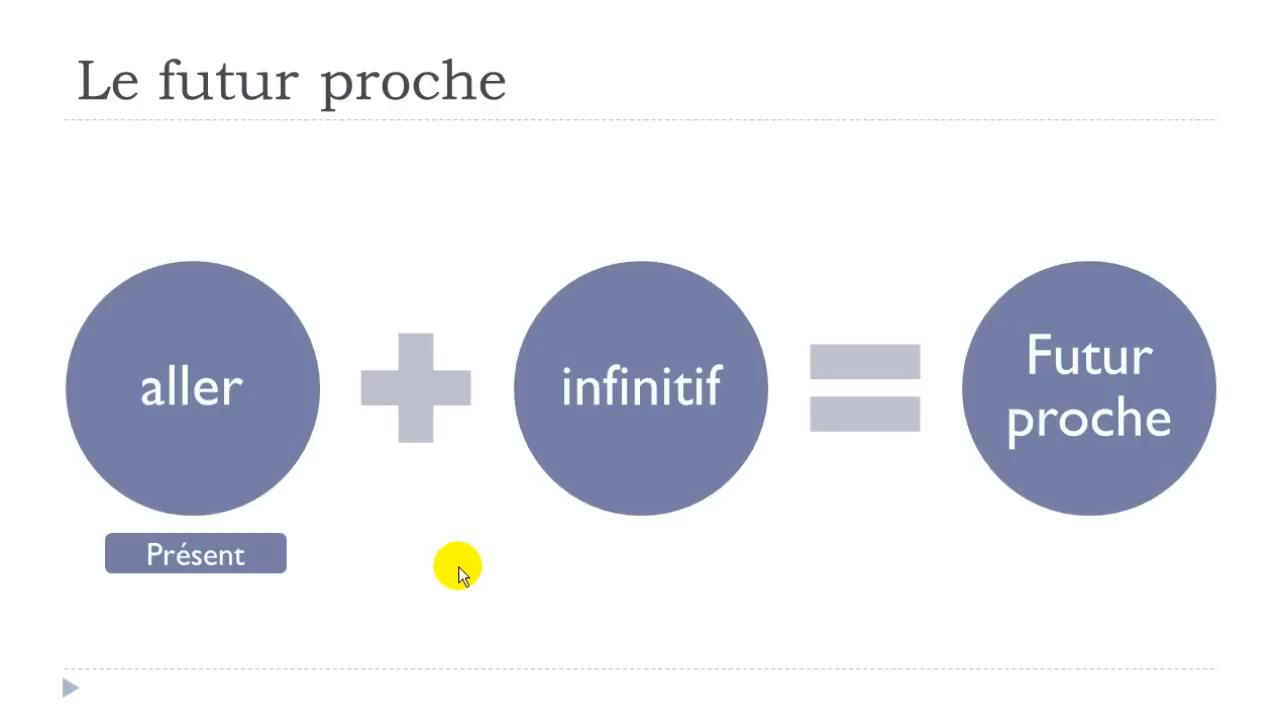 Le futur proche
aller
infinitif
Futur
proche
Présent